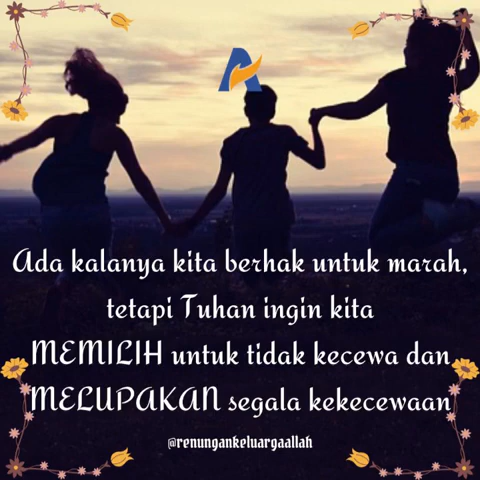 Ada kalanya kita berhak untuk marah,
tetapi Tuhan ingin kita
MEMILIH untuk tidak kecewa dan
MELUPAKAN segala kekecewaan
@renungankeluargaallah